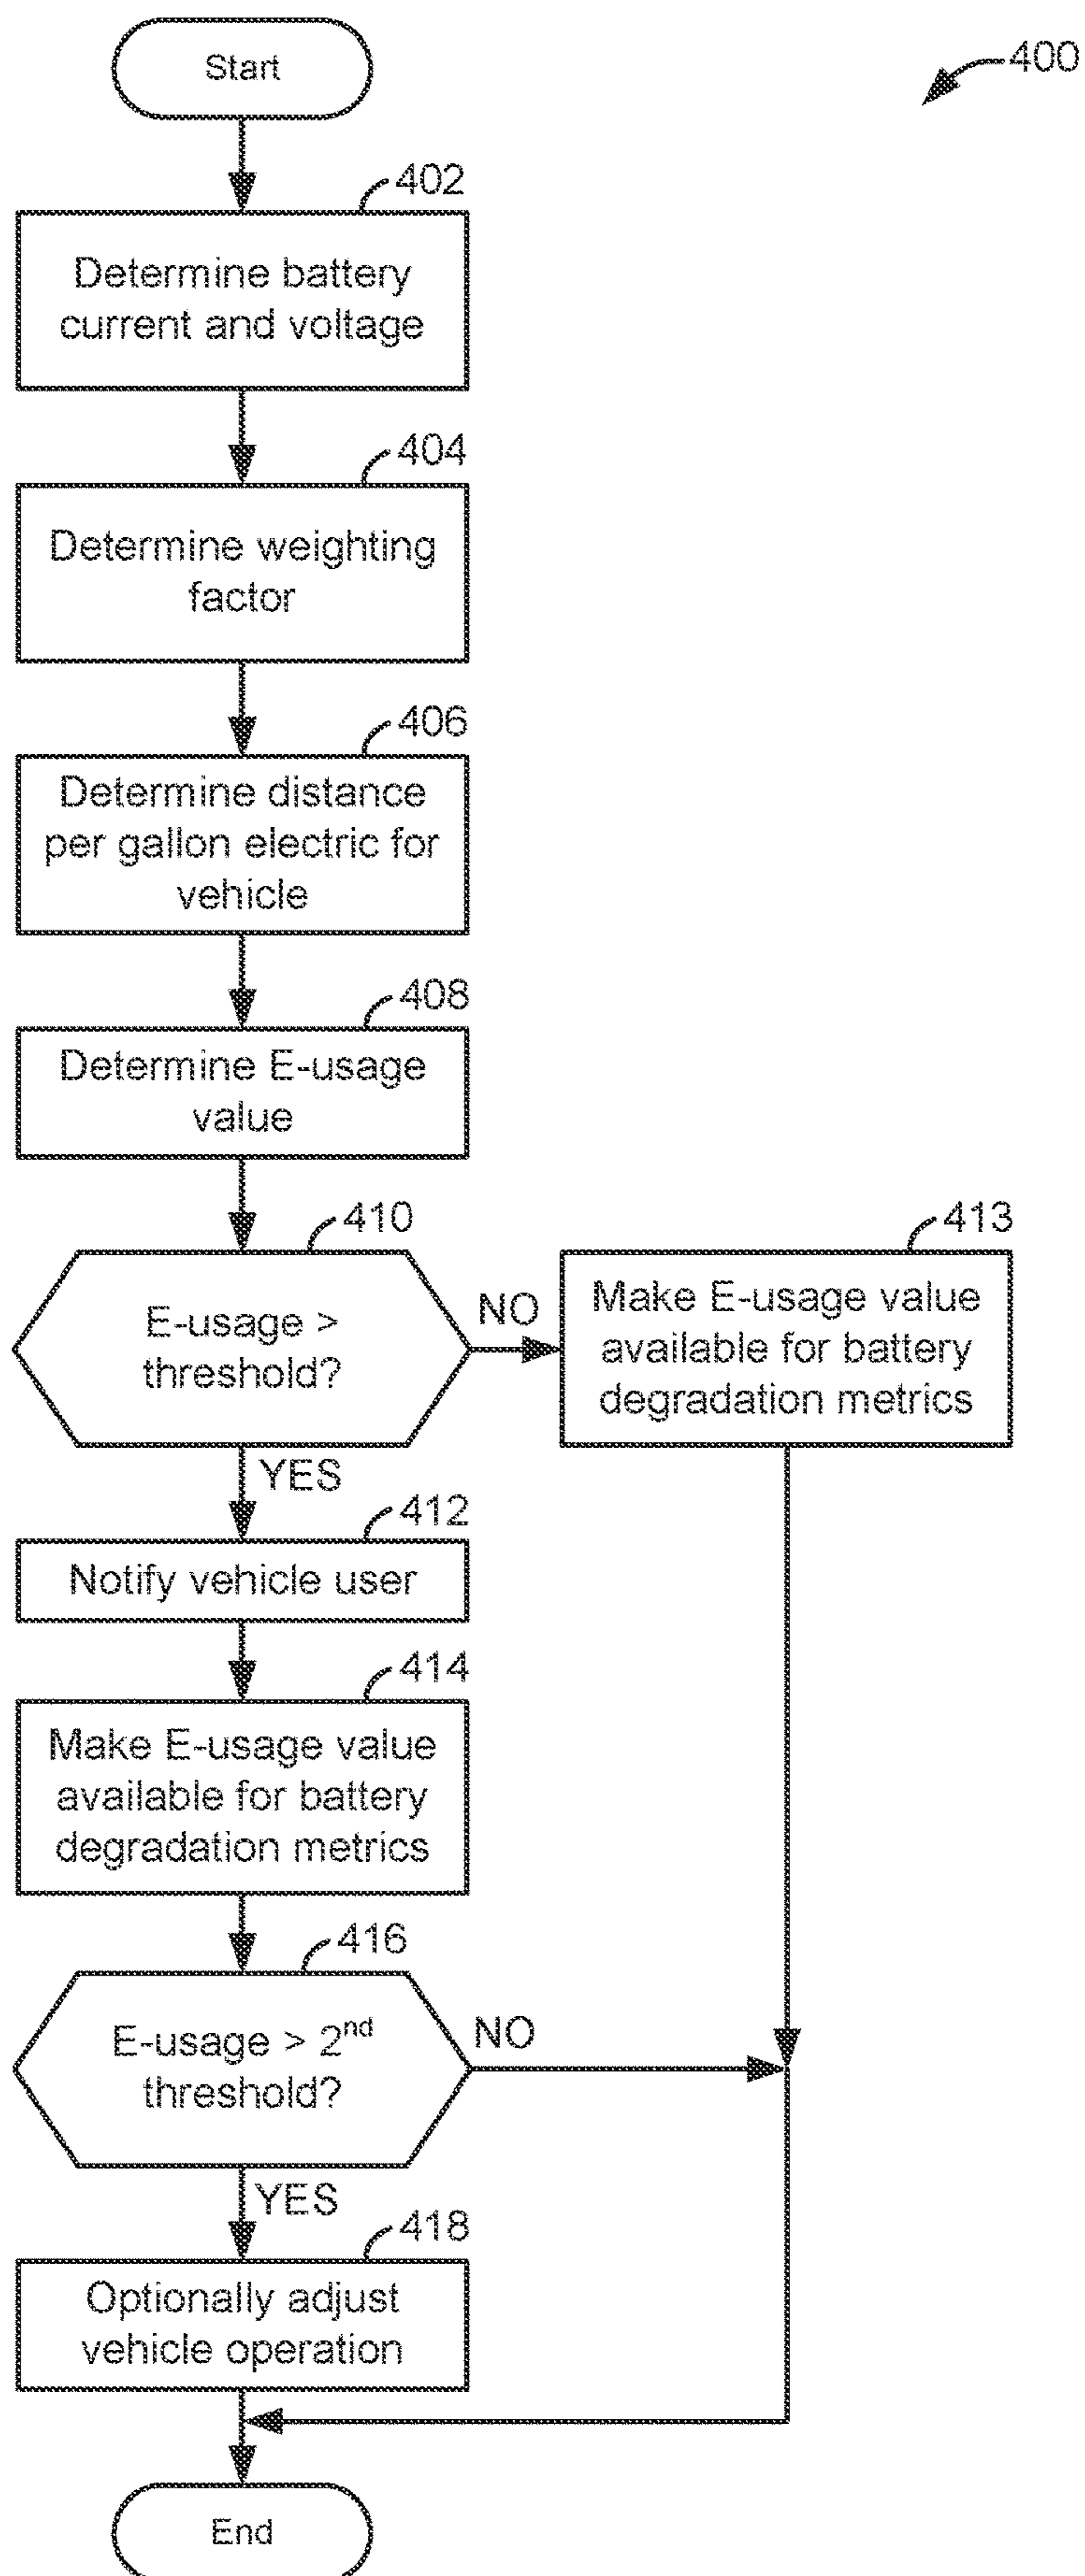 Start
400
402
Determine battery
current and voltage
404
Determine weighting
factor
406
Determine distance
per gallon electric for
vehicle
408
Determine E-usage
value
410
E-usage >
threshold?
NO
413
Make E-usage value
available for battery
degradation metrics
YES
412
Notify vehicle user
414
Make E-usage value
available for battery
degradation metrics
416
E-usage > 2nd
threshold?
NO
YES
418
Optionally adjust
vehicle operation
End